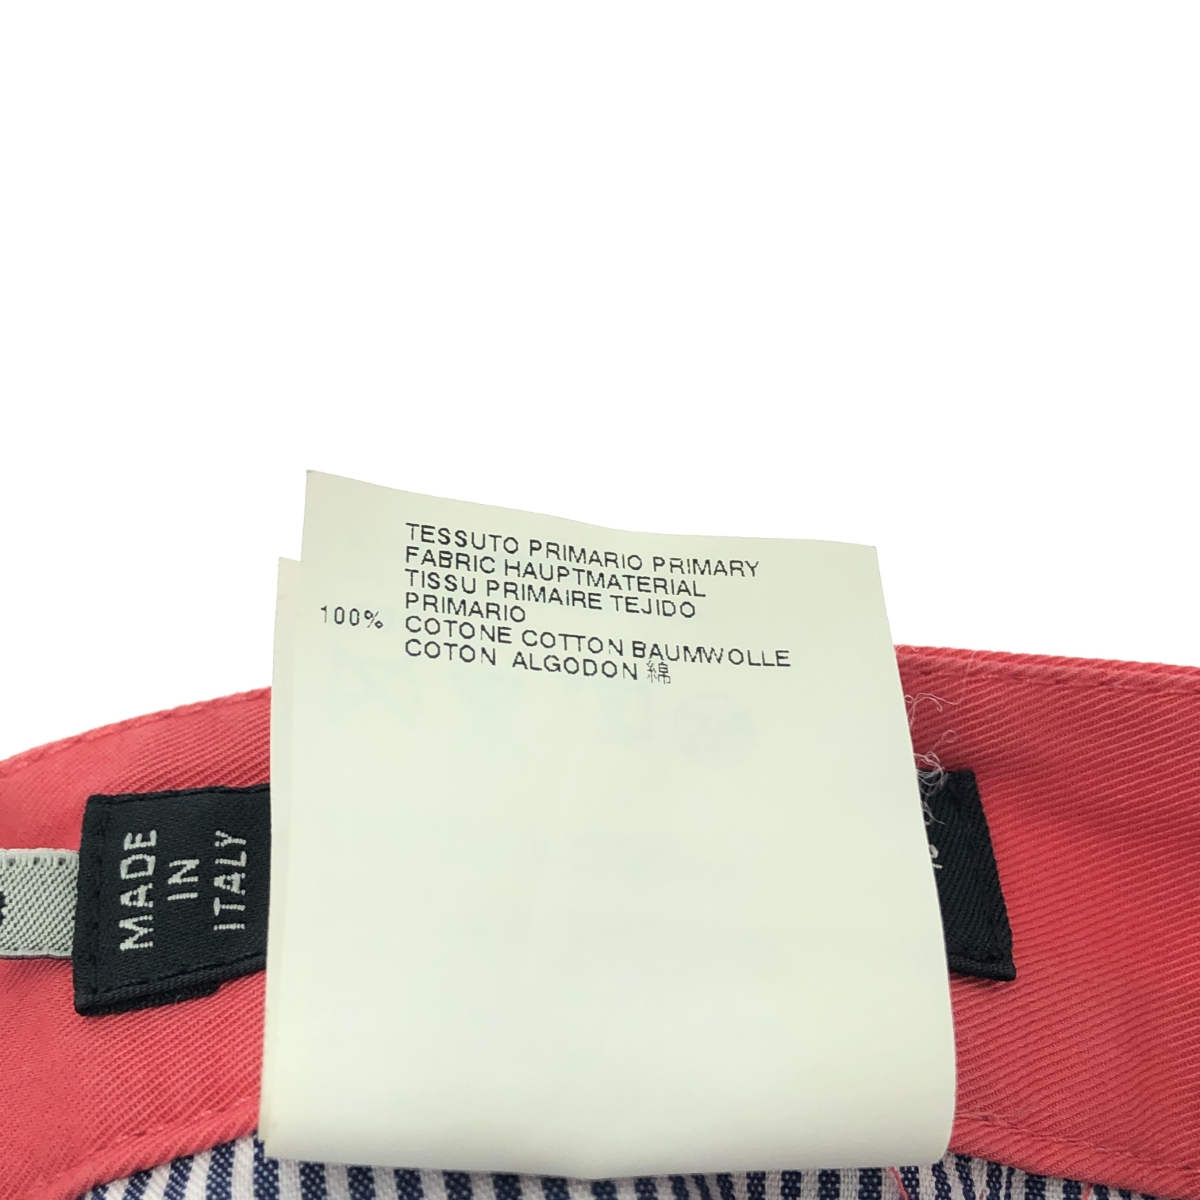 TESSUTO PRIMARIO PRIMARY
FABRIC HAUPTMATERIAL
TISSU PRIMAIRE TEJIDO
PRIMARIO
100% COTONE COTTON BAUMWOLLE
COTON ALGODON 綿
MADE
IN
ITALY